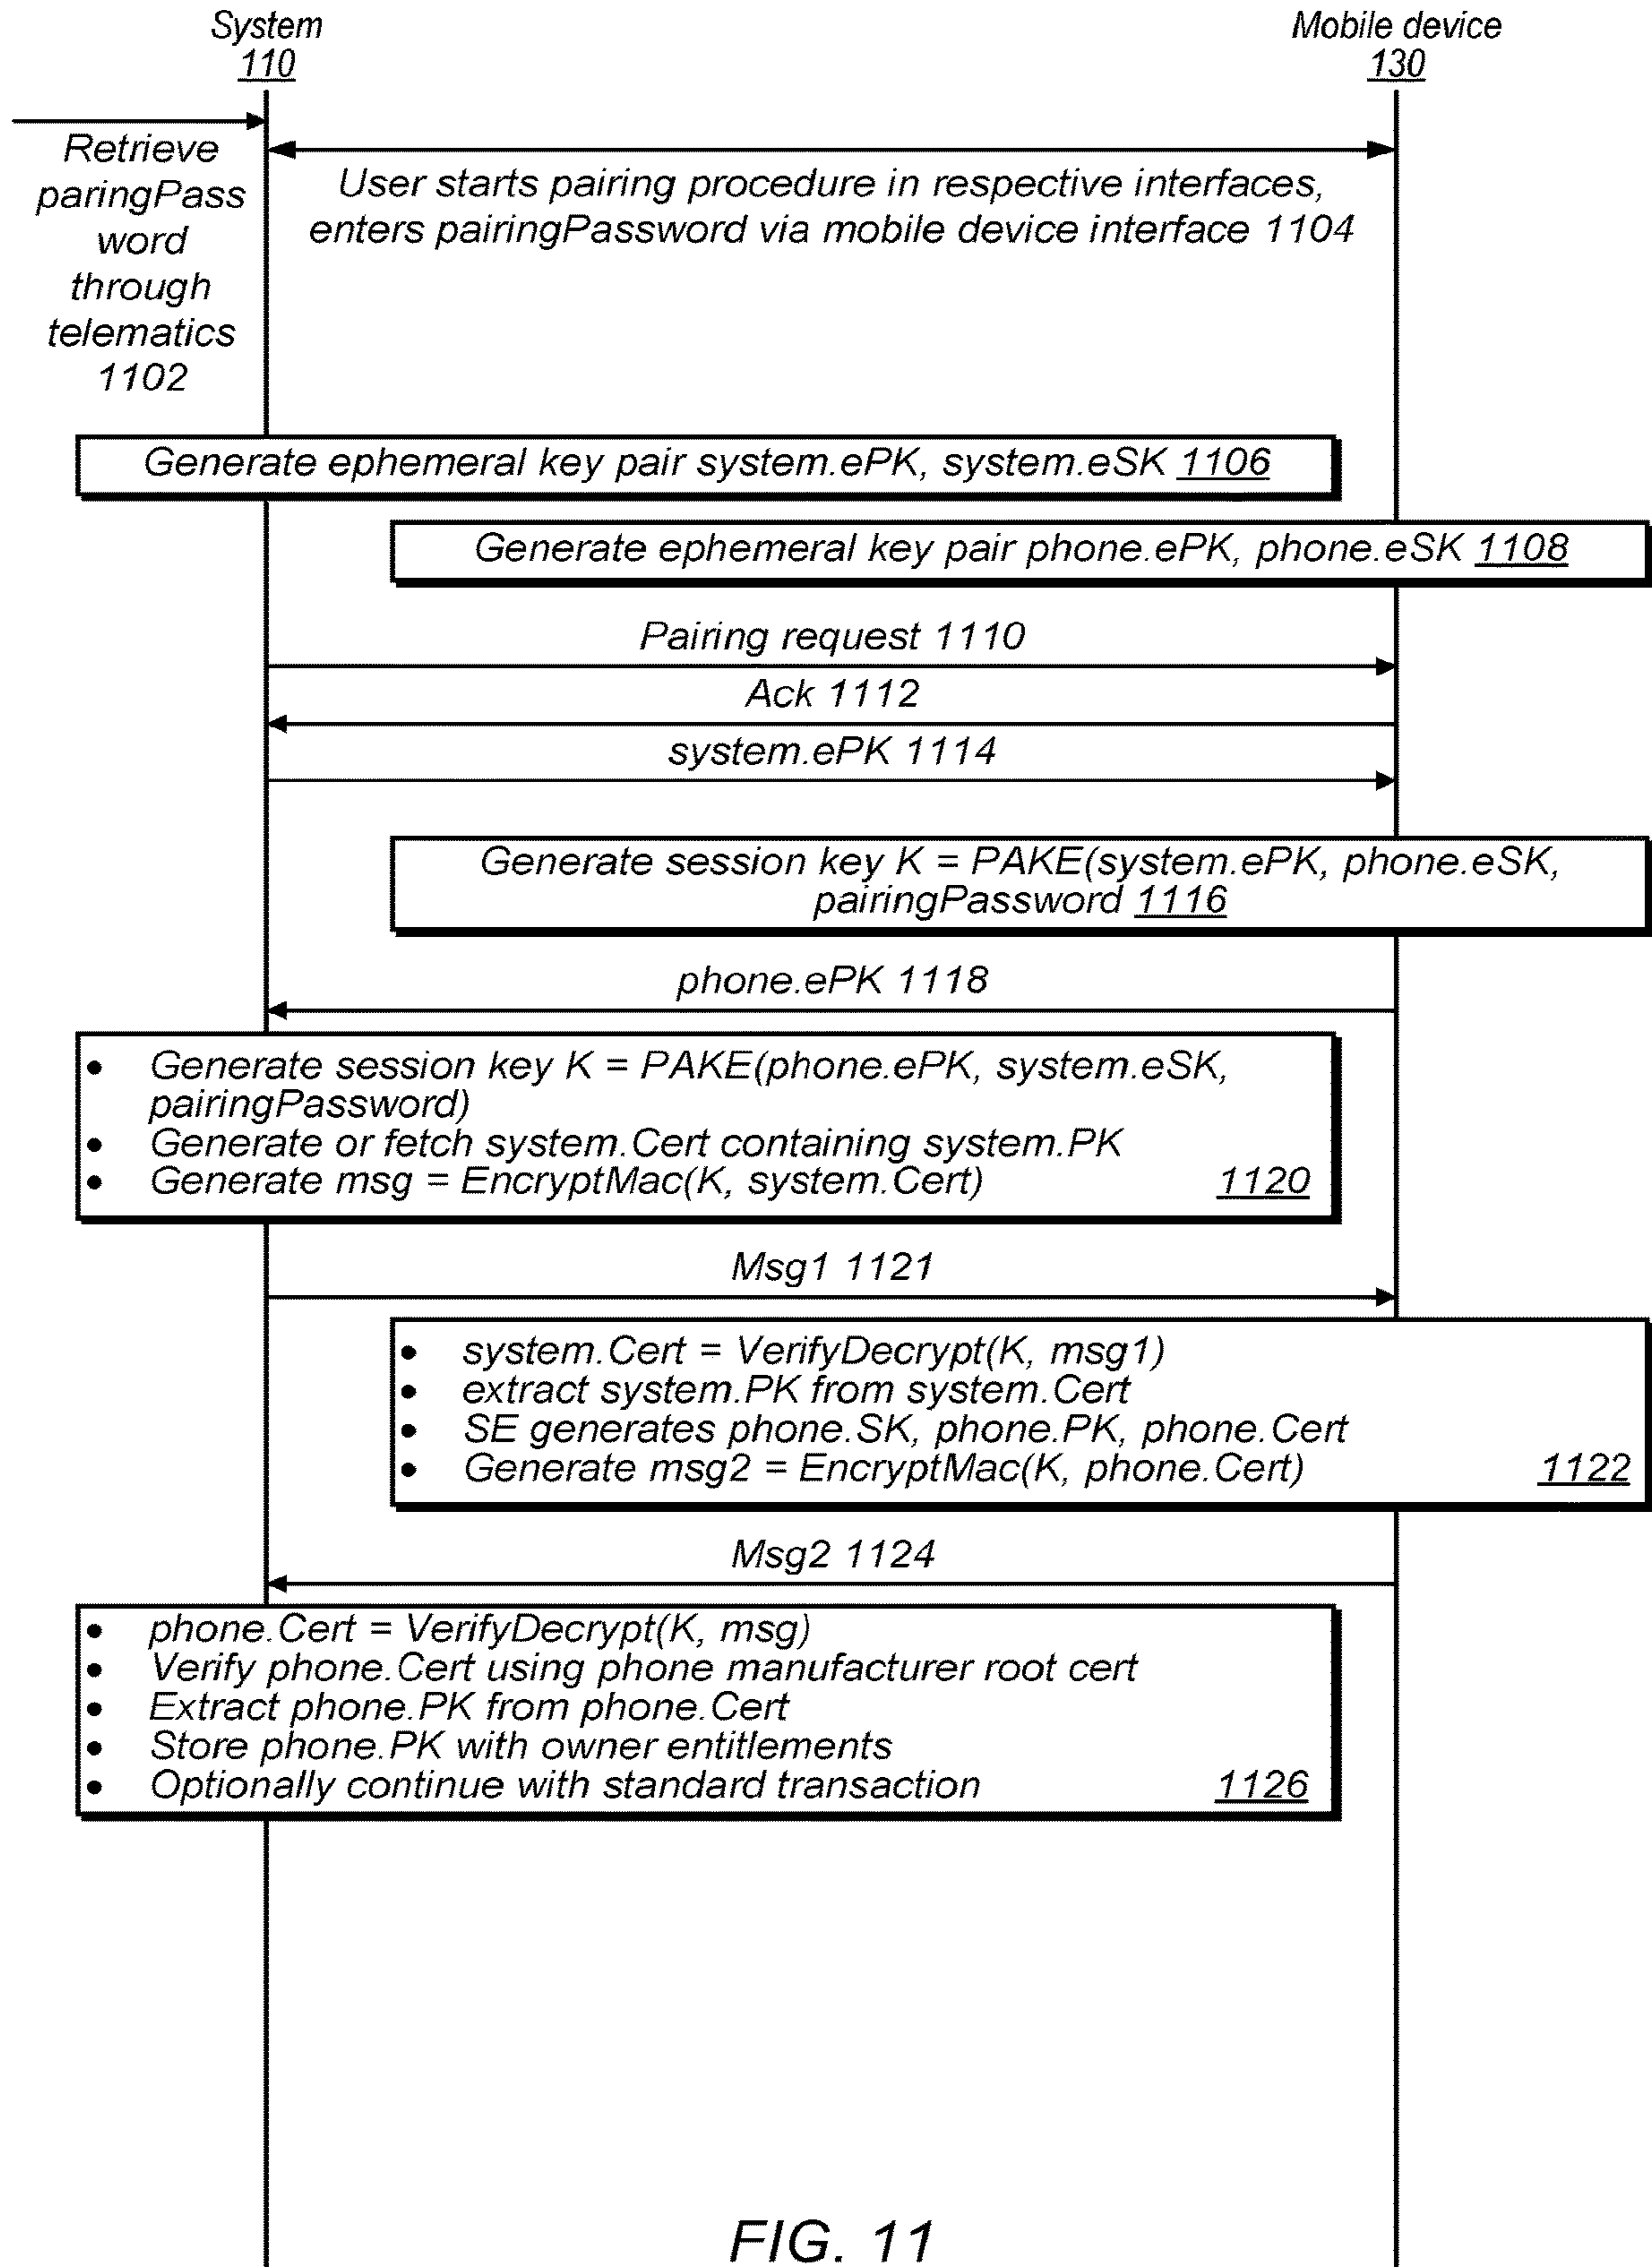 System
110
Mobile device
130
Retrieve
paringPass
word
through
telematics
1102
User starts pairing procedure in respective interfaces,
enters pairingPassword via mobile device interface 1104
Generate ephemeral key pair system.ePK, system.eSK 1106
Generate ephemeral key pair phone.ePK, phone.eSK 1108
Pairing request 1110
Ack 1112
system.ePK 1114
Generate session key K = PAKE(system.ePK, phone.eSK,
pairingPassword 1116
phone.ePK 1118
• Generate session key K = PAKE(phone.ePK, system.eSK,
pairingPassword)
• Generate or fetch system.Cert containing system.PK
• Generate msg = EncryptMac(K, system.Cert) 1120
Msg1 1121
• system.Cert = VerifyDecrypt(K, msg1)
• extract system.PK from system.Cert
• SE generates phone.SK, phone.PK, phone.Cert
• Generate msg2 = EncryptMac(K, phone.Cert) 1122
Msg2 1124
• phone.Cert = VerifyDecrypt(K, msg)
• Verify phone.Cert using phone manufacturer root cert
• Extract phone.PK from phone.Cert
• Store phone.PK with owner entitlements
• Optionally continue with standard transaction 1126
FIG. 11